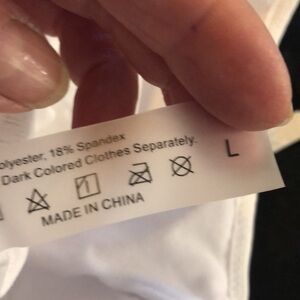 olyester, 18% Spandex
Dark Colored Clothes Separately.
L
MADE IN CHINA